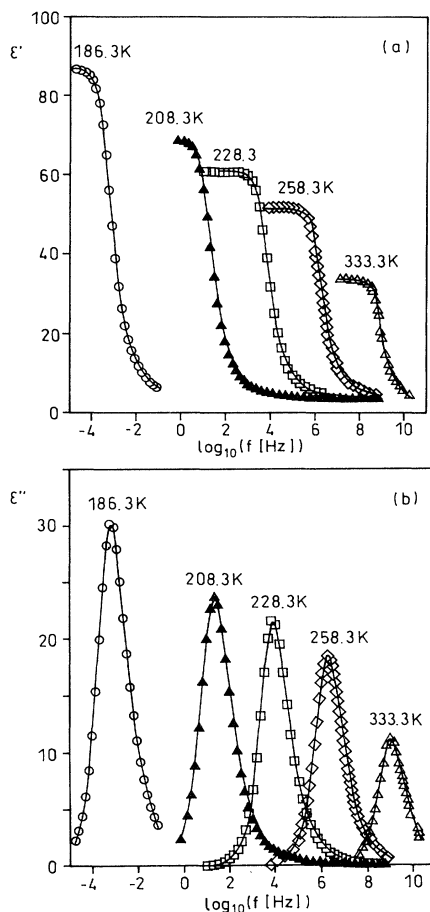 ε'
100
186.3K
(a)
80
208.3K
228.3
60
258.3K
40
333.3K
20
0
-4 -2 0 2 4 6 8 10
log₁₀(f [Hz])
ε"
186.3K
(b)
30
208.3K
228.3K
20
258.3K
333.3K
10
0
-4 -2 0 2 4 6 8 10
log₁₀(f [Hz])